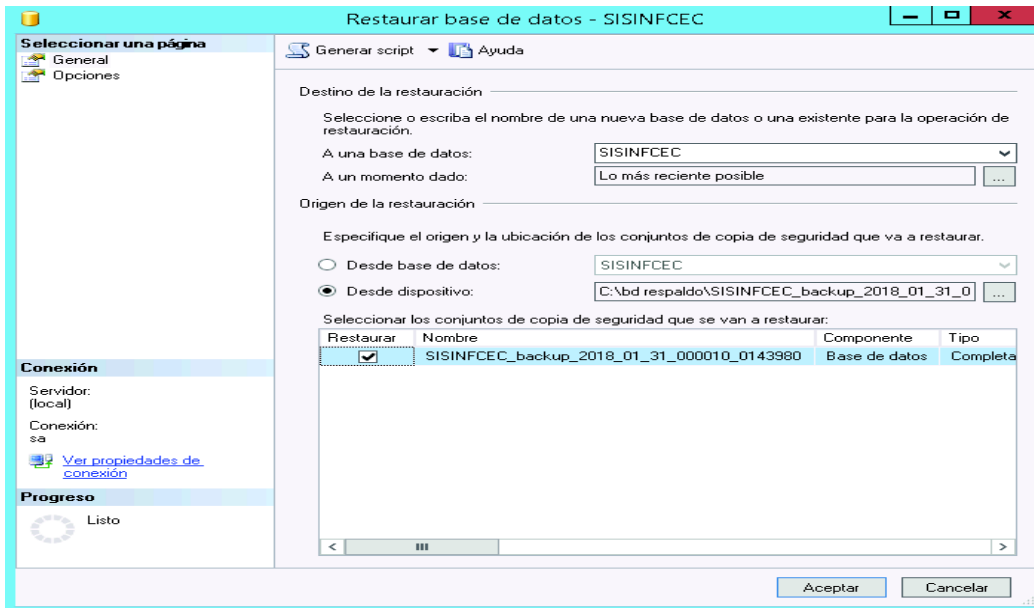 Restaurar base de datos - SISINFCEC
Seleccionar una página
General
Opciones
Generar script
Ayuda
Destino de la restauración
Seleccione o escriba el nombre de una nueva base de datos o una existente para la operación de
restauración.
A una base de datos:
SISINFCEC
A un momento dado:
Lo más reciente posible
...
Origen de la restauración
Especifique el origen y la ubicación de los conjuntos de copia de seguridad que va a restaurar.
Desde base de datos:
SISINFCEC
Desde dispositivo:
C:\bd respaldo\SISINFCEC_backup_2018_01_31_0
...
Seleccionar los conjuntos de copia de seguridad que se van a restaurar:
Restaurar Nombre Componente Tipo
SISINFCEC_backup_2018_01_31_000010_0143980 Base de datos Completa
Conexión
Servidor:
(local)
Conexión:
sa
Ver propiedades de
conexión
Progreso
Listo
Aceptar
Cancelar